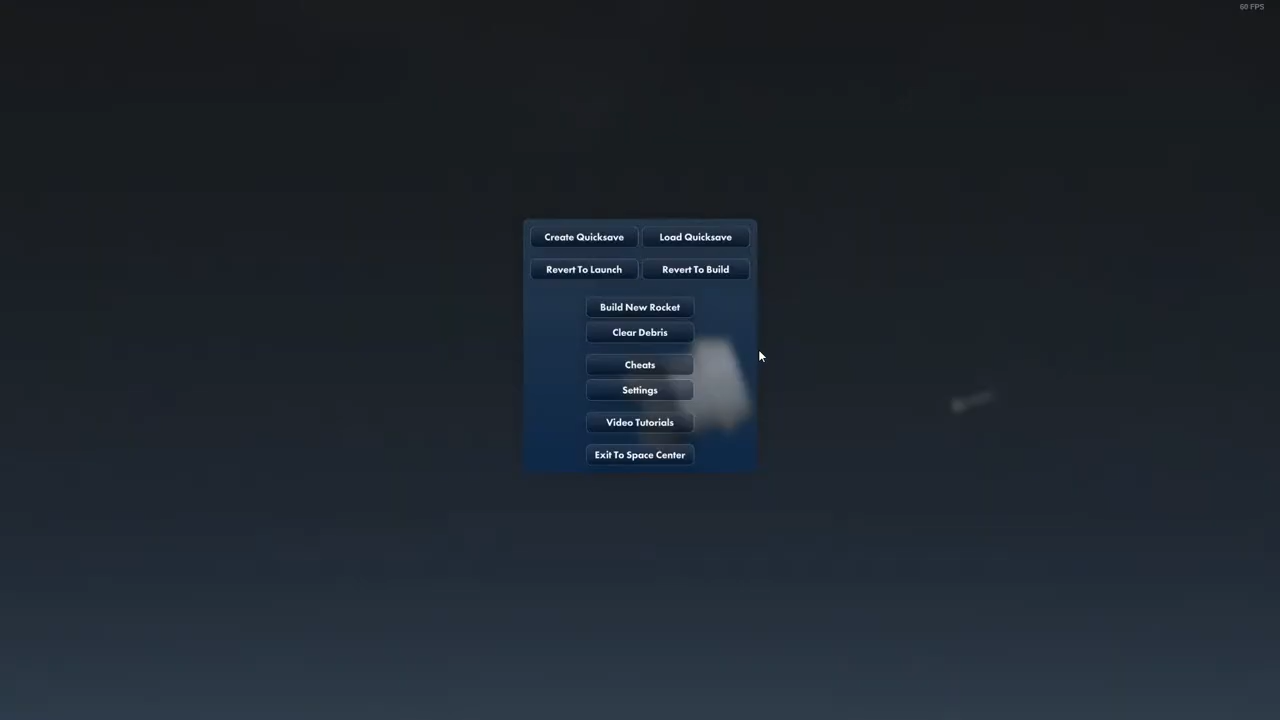 60 FPS
Create Quicksave Load Quicksave
Revert To Launch Revert To Build
Build New Rocket
Clear Debris
Cheats
Settings
Video Tutorials
Exit To Space Center